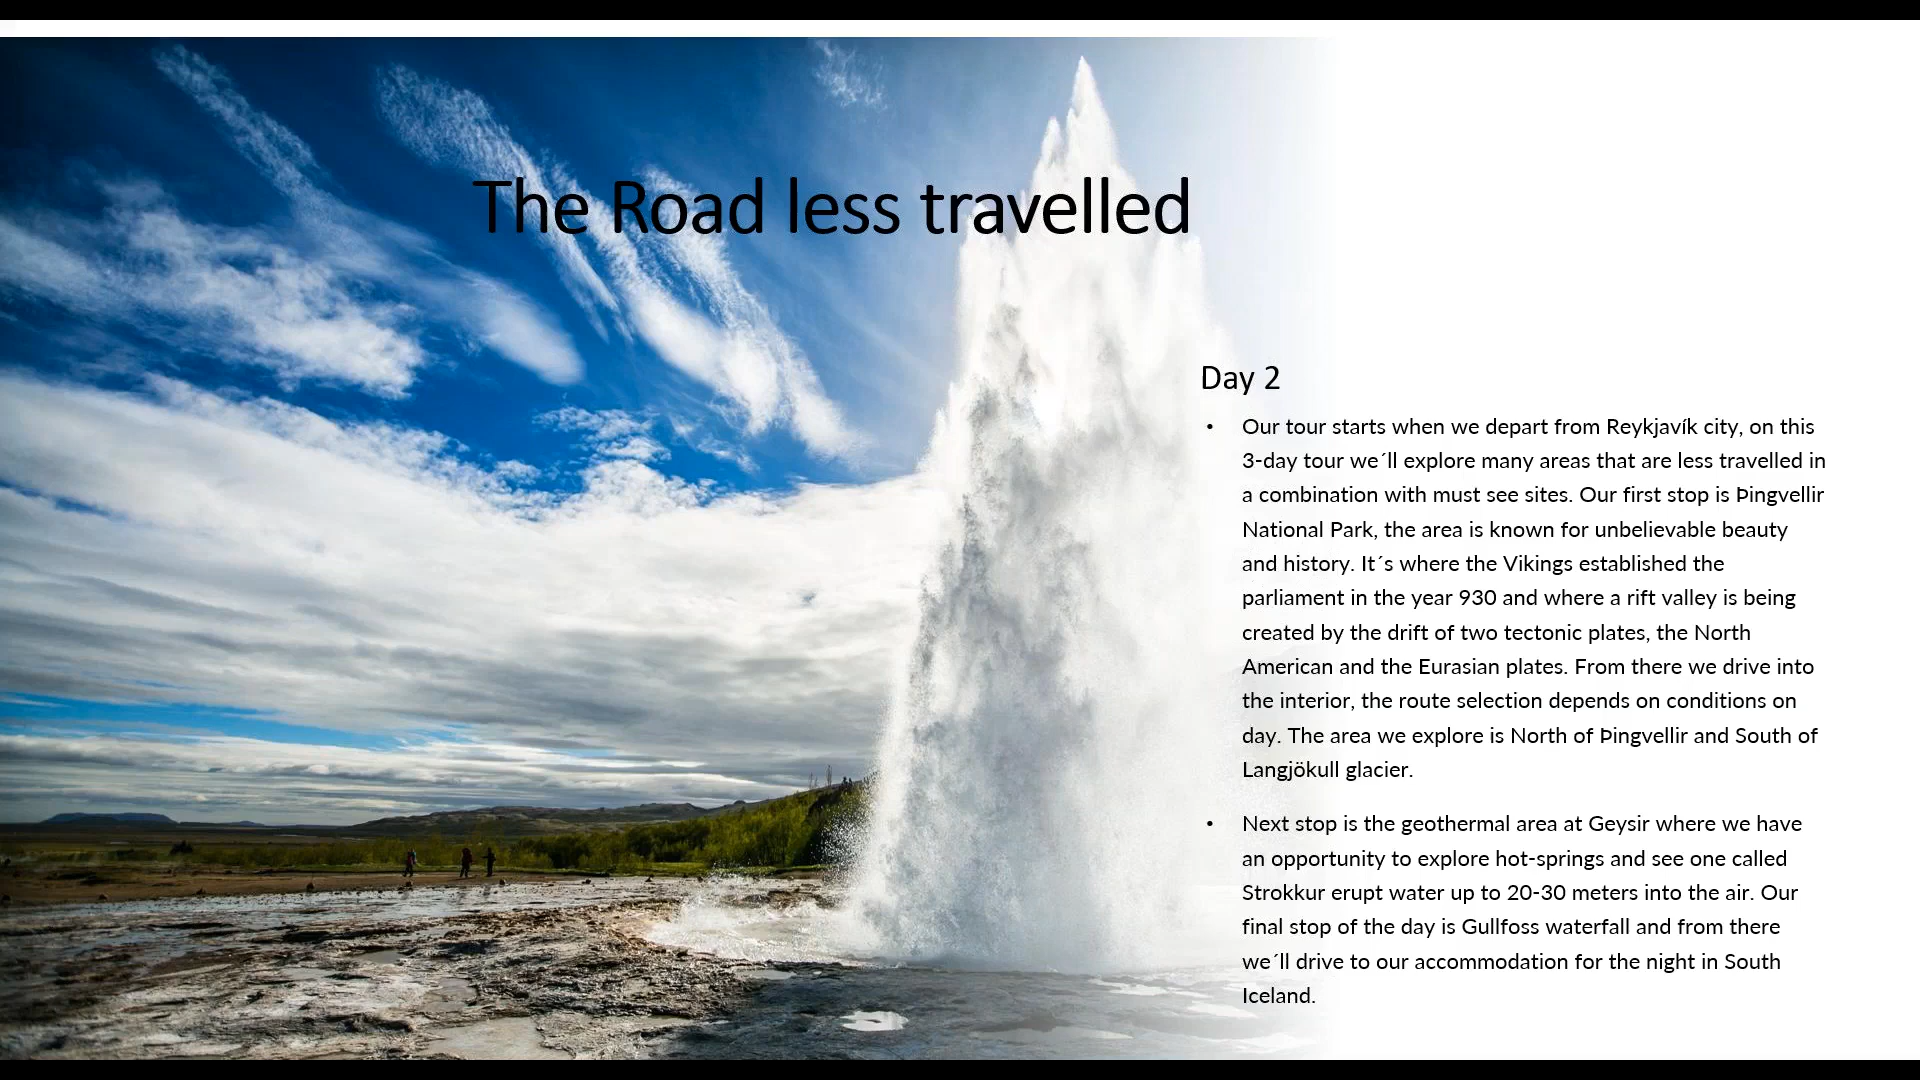 The Road less travelled
Day 2
• Our tour starts when we depart from Reykjavík city, on this
3-day tour we´ll explore many areas that are less travelled in
a combination with must see sites. Our first stop is Þingvellir
National Park, the area is known for unbelievable beauty
and history. It´s where the Vikings established the
parliament in the year 930 and where a rift valley is being
created by the drift of two tectonic plates, the North
American and the Eurasian plates. From there we drive into
the interior, the route selection depends on conditions on
day. The area we explore is North of Þingvellir and South of
Langjökull glacier.
• Next stop is the geothermal area at Geysir where we have
an opportunity to explore hot-springs and see one called
Strokkur erupt water up to 20-30 meters into the air. Our
final stop of the day is Gullfoss waterfall and from there
we´ll drive to our accommodation for the night in South
Iceland.